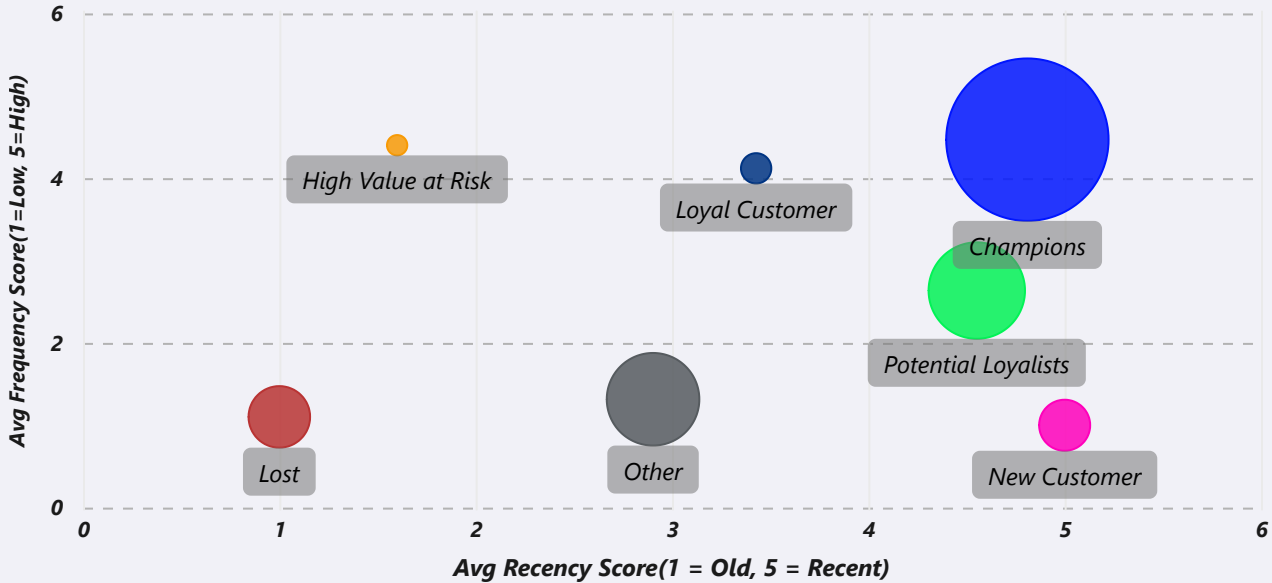 Avg Frequency Score(1=Low, 5=High)
6
4
2
0
High Value at Risk
Loyal Customer
Champions
Potential Loyalists
Lost
Other
New Customer
0 1 2 3 4 5 6
Avg Recency Score(1 = Old, 5 = Recent)